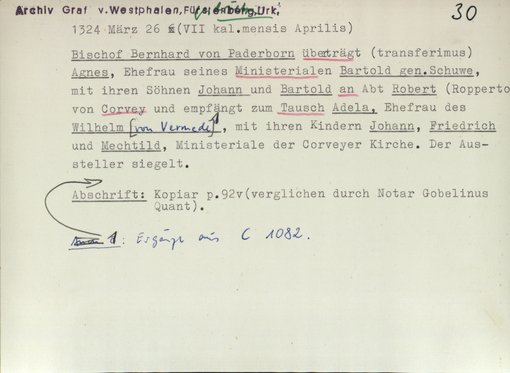 Archiv Graf v.Westphalen,Fürstenberg,Urk.
30
1324 März 26 (VII kal.mensis Aprilis)
Bischof Bernhard von Paderborn überträgt (transferimus)
Agnes, Ehefrau seines Ministerialen Bartold gen.Schuwe,
mit ihren Söhnen Johann und Bartold an Abt Robert (Ropperto
von Corvey und empfängt zum Tausch Adela, Ehefrau des
Wilhelm [von Vermede]¹, mit ihren Kindern Johann, Friedrich
und Mechtild, Ministeriale der Corveyer Kirche. Der Aus-
steller siegelt.
Abschrift: Kopiar p.92v(verglichen durch Notar Gobelinus
Quant).
1: Ergänzt aus C 1082.